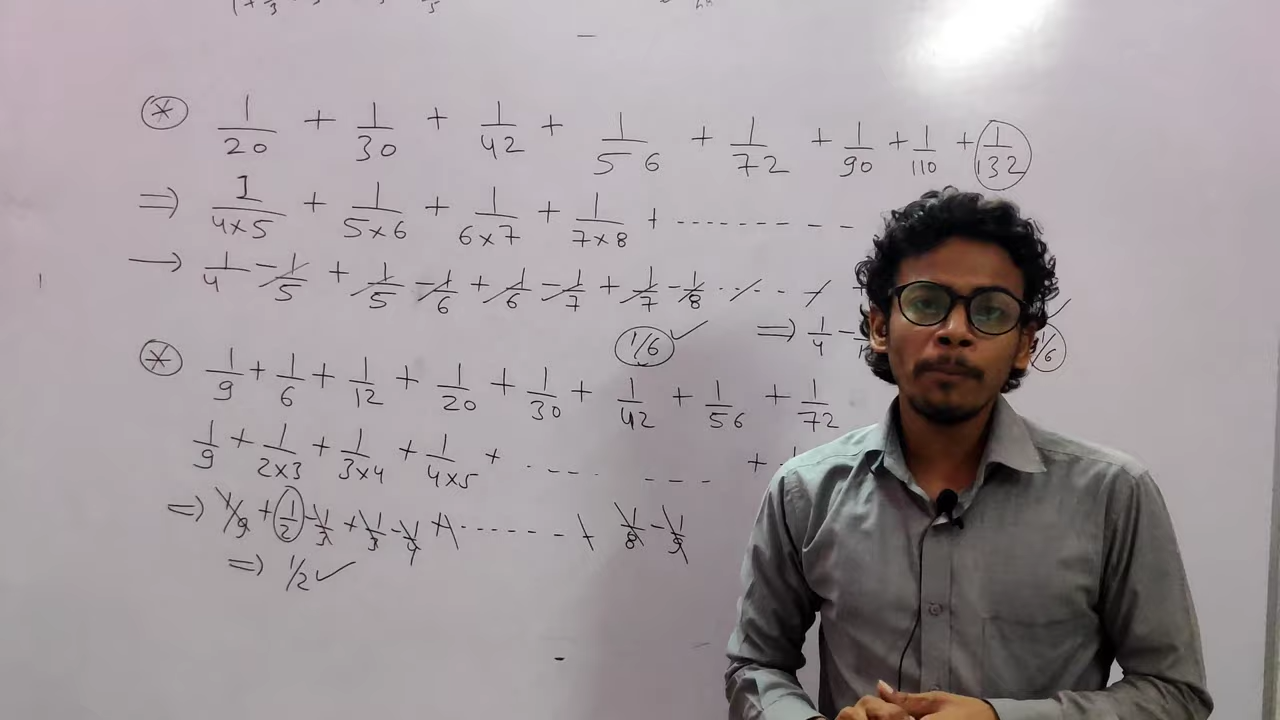 * 1/20 + 1/30 + 1/42 + 1/56 + 1/72 + 1/90 + 1/110 + 1/132
⇒ 1/4×5 + 1/5×6 + 1/6×7 + 1/7×8 + --------
→ 1/4 - 1/5 + 1/5 - 1/6 + 1/6 - 1/7 + 1/7 - 1/8
1/6 ✓ ⇒ 1/4 -
* 1/9 + 1/6 + 1/12 + 1/20 + 1/30 + 1/42 + 1/56 + 1/72
1/9 + 1/2×3 + 1/3×4 + 1/4×5 + ---- --- +
⇒ 1/9 + 1/2 - 1/3 + 1/3 - 1/4 + ------ 1/8 - 1/9
⇒ 1/2 ✓